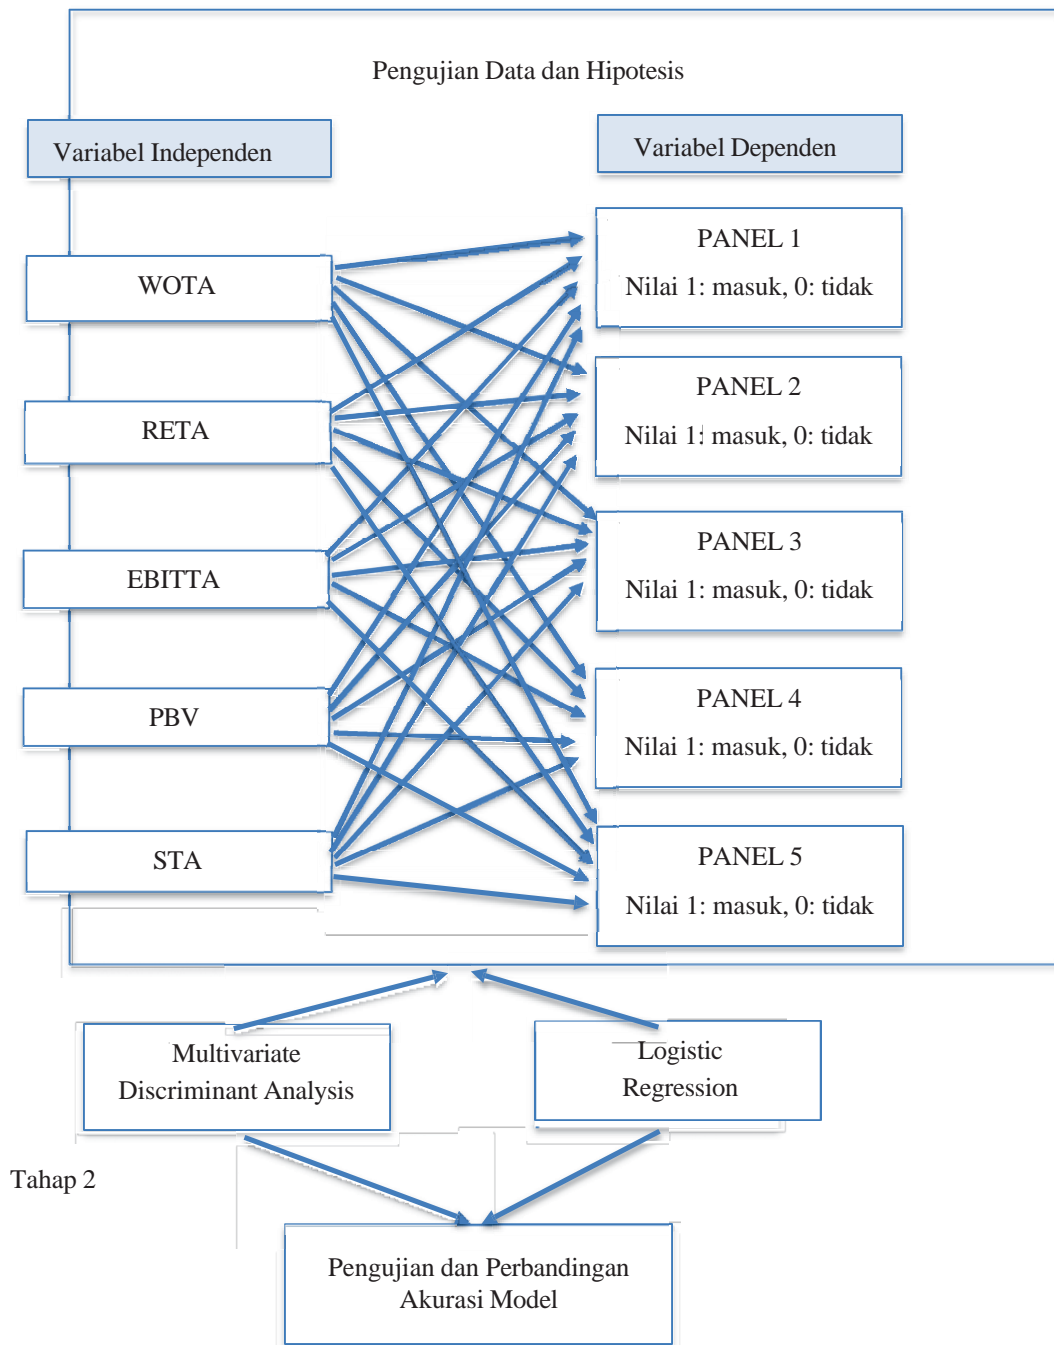 Pengujian Data dan Hipotesis
Variabel Independen
Variabel Dependen
WOTA
RETA
EBITTA
PBV
STA
PANEL 1
Nilai 1: masuk, 0: tidak
PANEL 2
Nilai 1: masuk, 0: tidak
PANEL 3
Nilai 1: masuk, 0: tidak
PANEL 4
Nilai 1: masuk, 0: tidak
PANEL 5
Nilai 1: masuk, 0: tidak
Multivariate
Discriminant Analysis
Logistic
Regression
Tahap 2
Pengujian dan Perbandingan
Akurasi Model